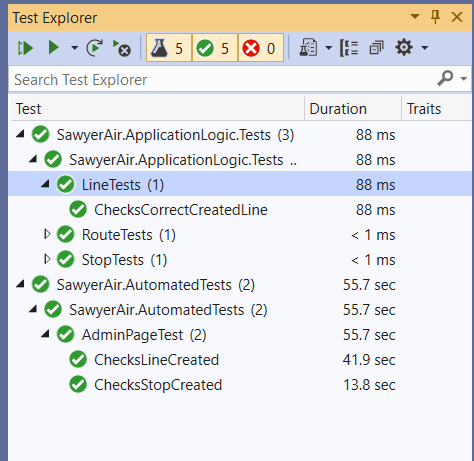 Test Explorer
5 5 0
Search Test Explorer
Test Duration Traits
SawyerAir.ApplicationLogic.Tests (3) 88 ms
SawyerAir.ApplicationLogic.Tests .. 88 ms
LineTests (1) 88 ms
ChecksCorrectCreatedLine 88 ms
RouteTests (1) < 1 ms
StopTests (1) < 1 ms
SawyerAir.AutomatedTests (2) 55.7 sec
SawyerAir.AutomatedTests (2) 55.7 sec
AdminPageTest (2) 55.7 sec
ChecksLineCreated 41.9 sec
ChecksStopCreated 13.8 sec